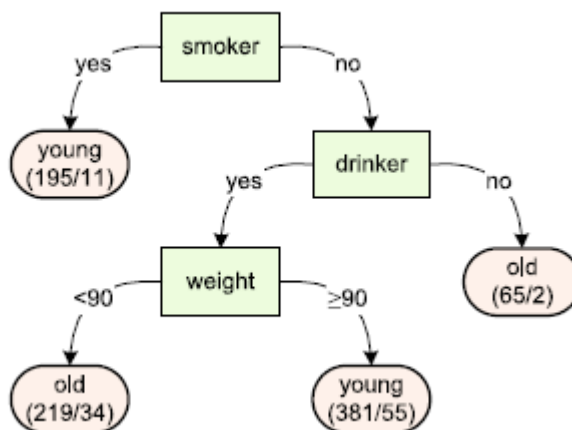 smoker
yes
no
young
(195/11)
drinker
yes
no
weight
old
(65/2)
<90
≥90
old
(219/34)
young
(381/55)